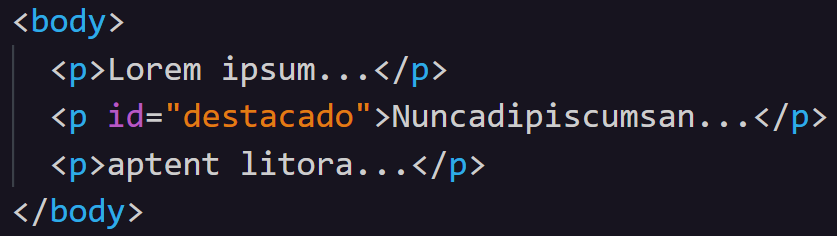 <body>
<p>Lorem ipsum...</p>
<p id="destacado">Nuncadipiscumsan...</p>
<p>aptent litora...</p>
</body>